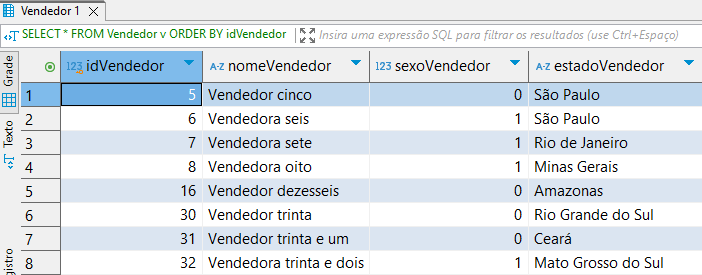 Vendedor 1
SELECT * FROM Vendedor v ORDER BY idVendedor Insira uma expressão SQL para filtrar os resultados (use Ctrl+Espaço)
Grade
Texto
gistro
123 idVendedor A-Z nomeVendedor 123 sexoVendedor A-Z estadoVendedor
1 5 Vendedor cinco 0 São Paulo
2 6 Vendedora seis 1 São Paulo
3 7 Vendedora sete 1 Rio de Janeiro
4 8 Vendedora oito 1 Minas Gerais
5 16 Vendedor dezesseis 0 Amazonas
6 30 Vendedor trinta 0 Rio Grande do Sul
7 31 Vendedor trinta e um 0 Ceará
8 32 Vendedora trinta e dois 1 Mato Grosso do Sul